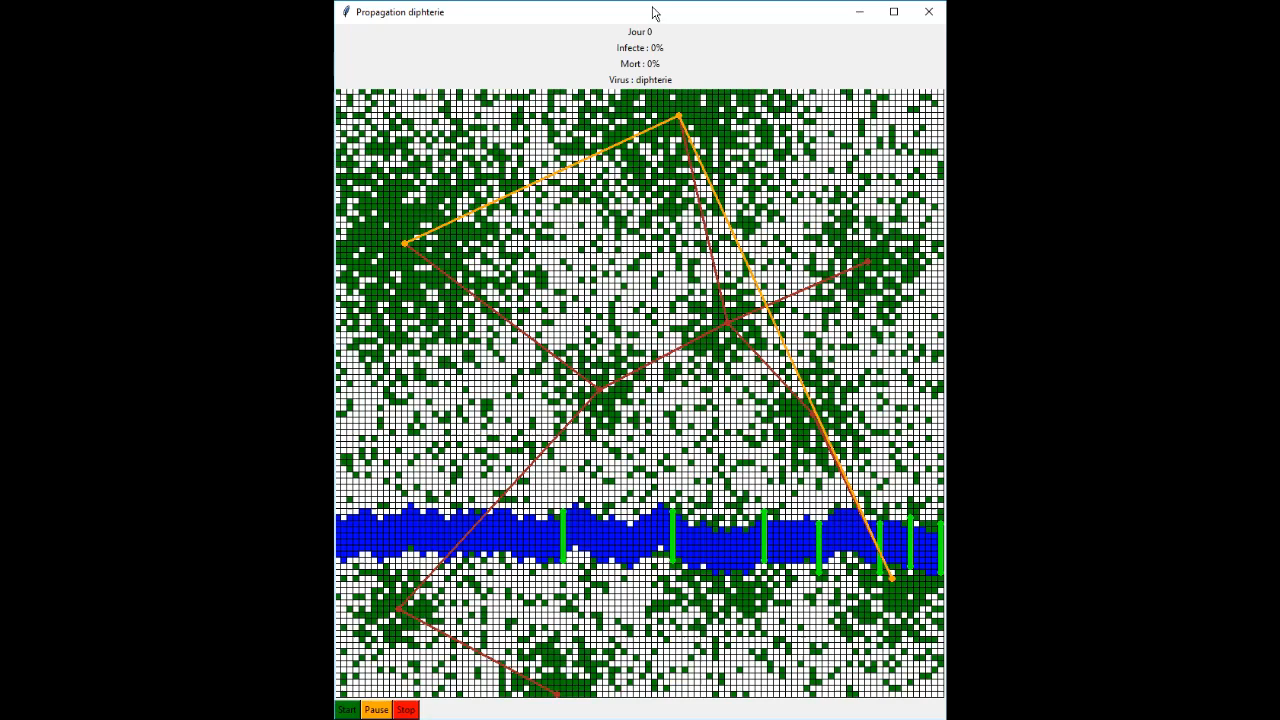 Propagation diphterie
Jour 0
Infecte : 0%
Mort : 0%
Virus : diphterie
Start Pause Stop